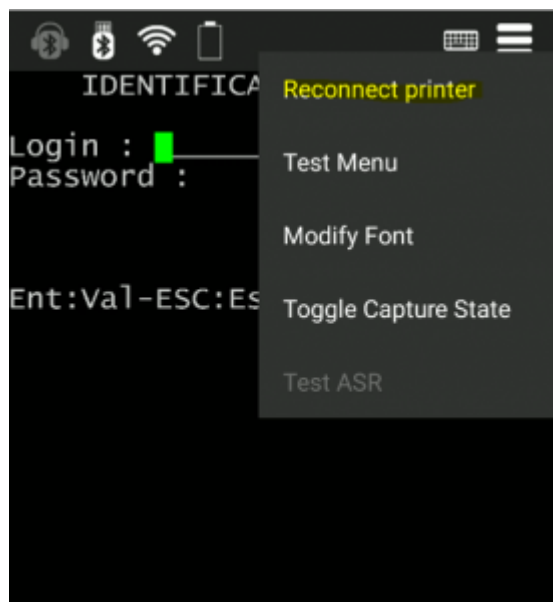 IDENTIFICA
Login :
Password :
Ent:Val-ESC:Es
Reconnect printer
Test Menu
Modify Font
Toggle Capture State
Test ASR